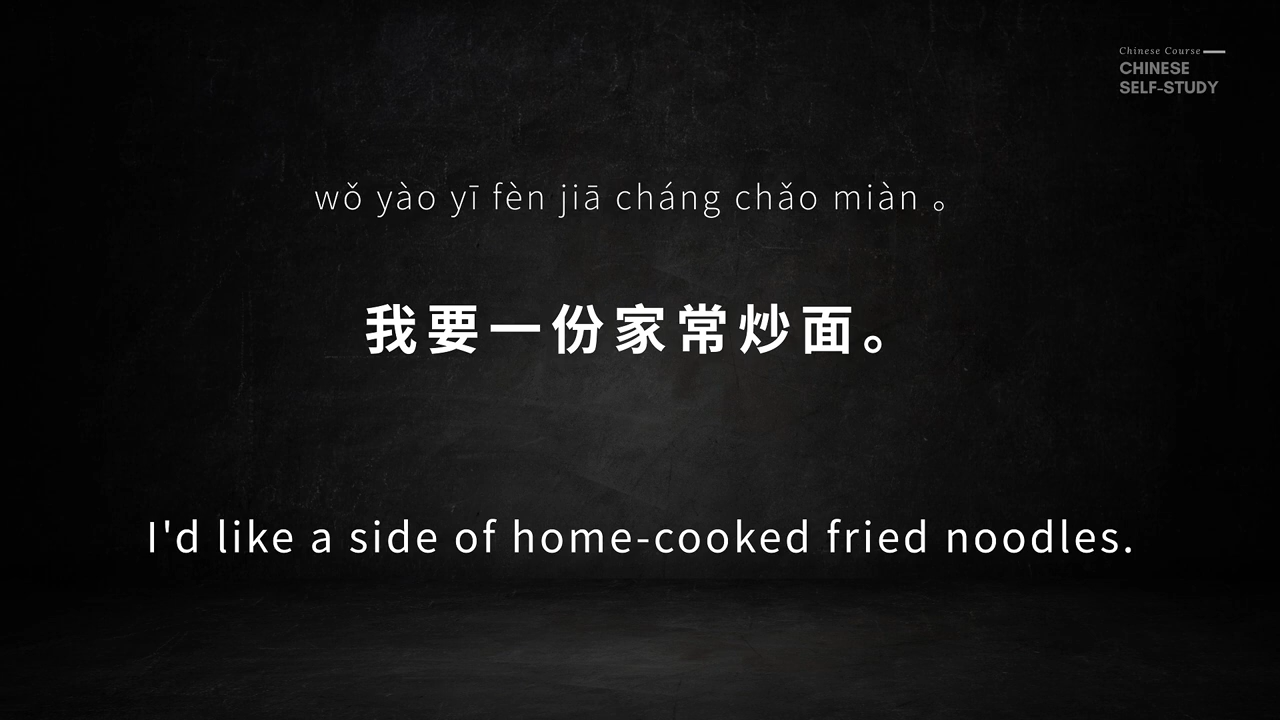 Chinese Course
CHINESE
SELF-STUDY
wǒ yào yī fèn jiā cháng chǎo miàn 。
我要一份家常炒面。
I'd like a side of home-cooked fried noodles.